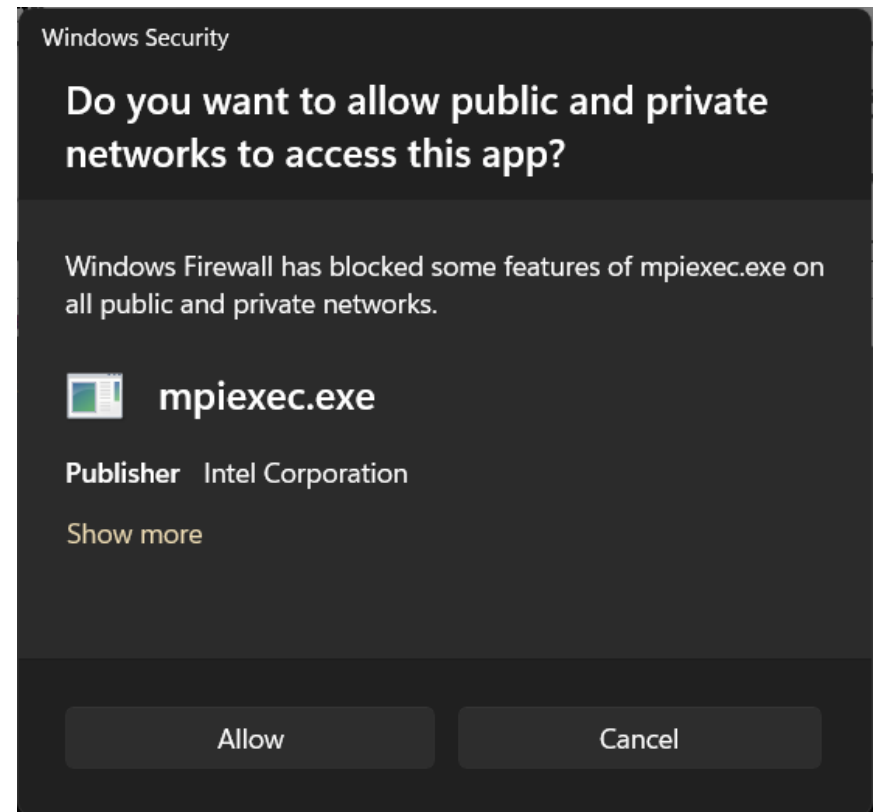 Windows Security
Do you want to allow public and private
networks to access this app?
Windows Firewall has blocked some features of mpiexec.exe on
all public and private networks.
mpiexec.exe
Publisher Intel Corporation
Show more
Allow Cancel